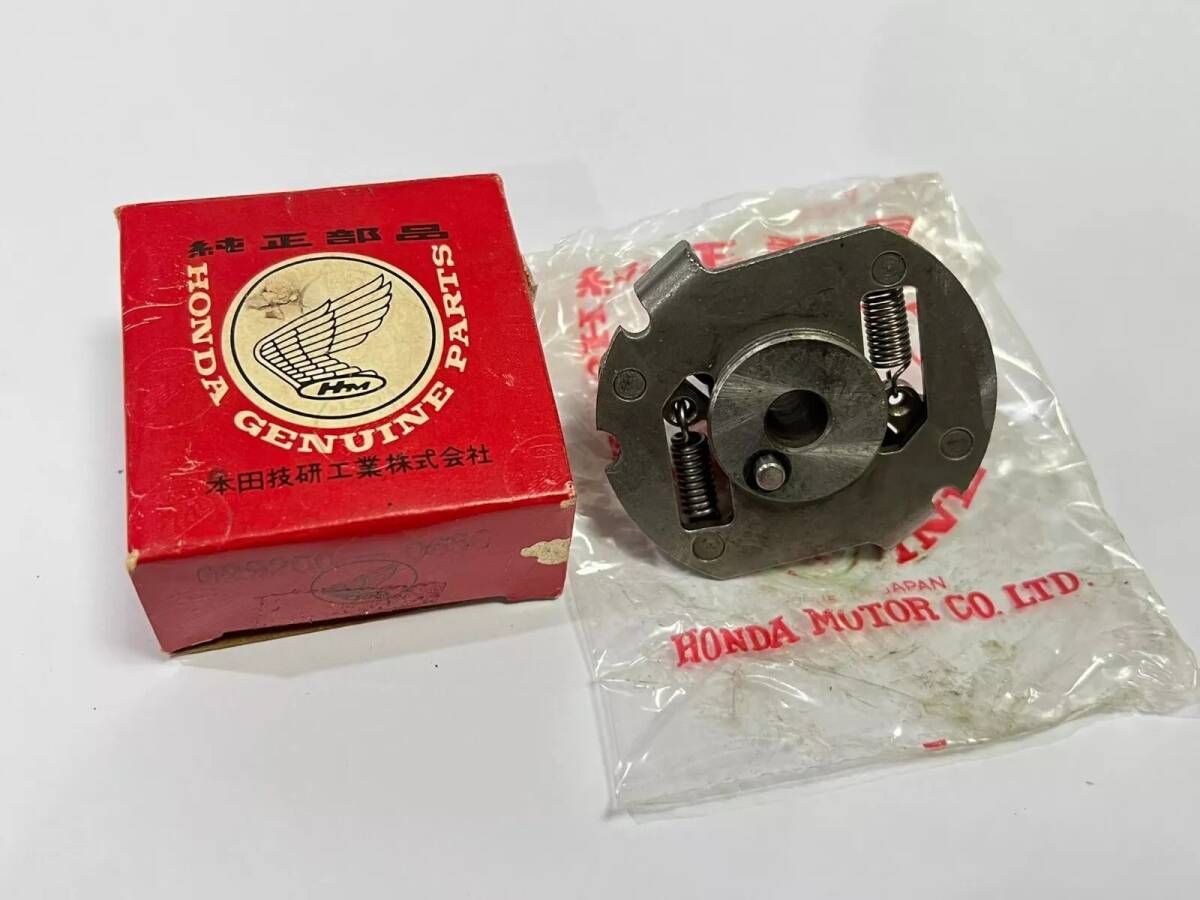 純正部品
HONDA GENUINE PARTS
HM
本田技研工業株式会社
JAPAN
HONDA MOTOR CO. LTD.